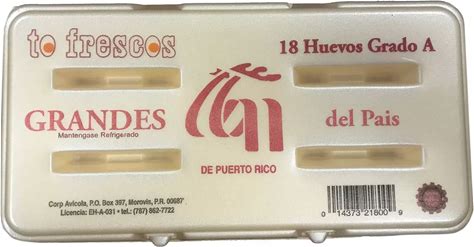 to frescos
18 Huevos Grado A
GRANDES
Mantengase Refrigerado
del Pais
DE PUERTO RICO
Corp Avicola, P.O. Box 397, Morovis, P.R. 00687
Licencia: EH-A-031 • tel.: (787) 862-7722
0 14373 21800 9